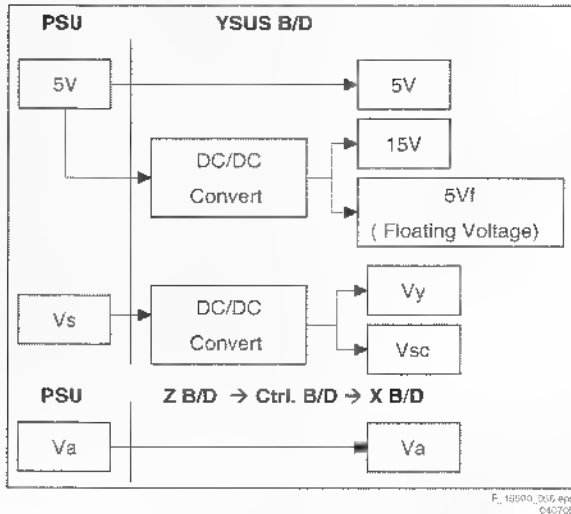 PSU YSUS B/D
5V
5V
DC/DC
Convert
15V
5Vf
( Floating Voltage)
Vs
DC/DC
Convert
Vy
Vsc
PSU Z B/D → Ctrl. B/D → X B/D
Va
Va